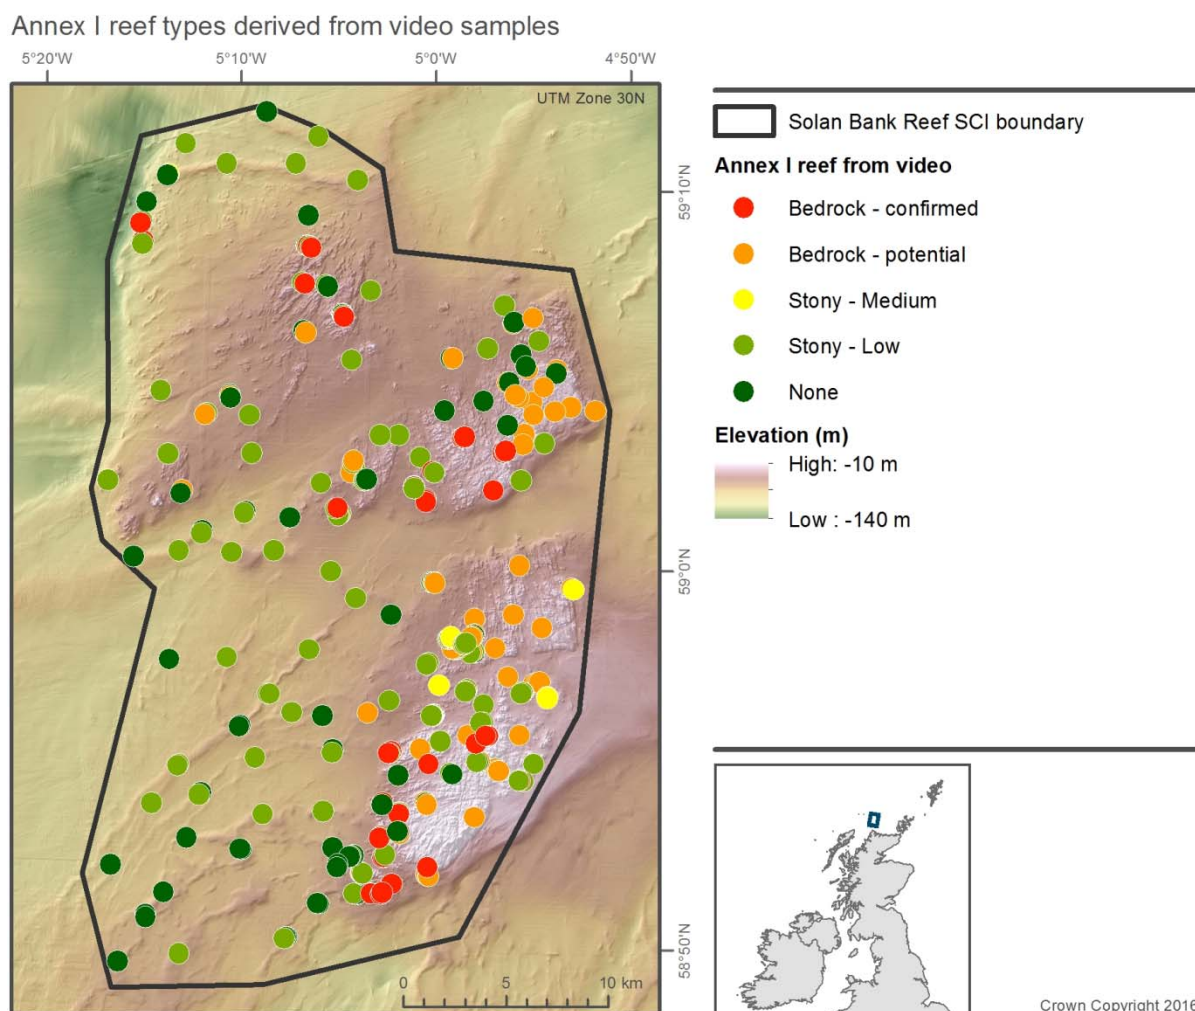 Annex I reef types derived from video samples
5°20'W 5°10'W 5°0'W 4°50'W
UTM Zone 30N
59°10'N
59°0'N
58°50'N
0 5 10 km
Solan Bank Reef SCI boundary
Annex I reef from video
Bedrock - confirmed
Bedrock - potential
Stony - Medium
Stony - Low
None
Elevation (m)
High: -10 m
Low : -140 m
Crown Copyright 2016